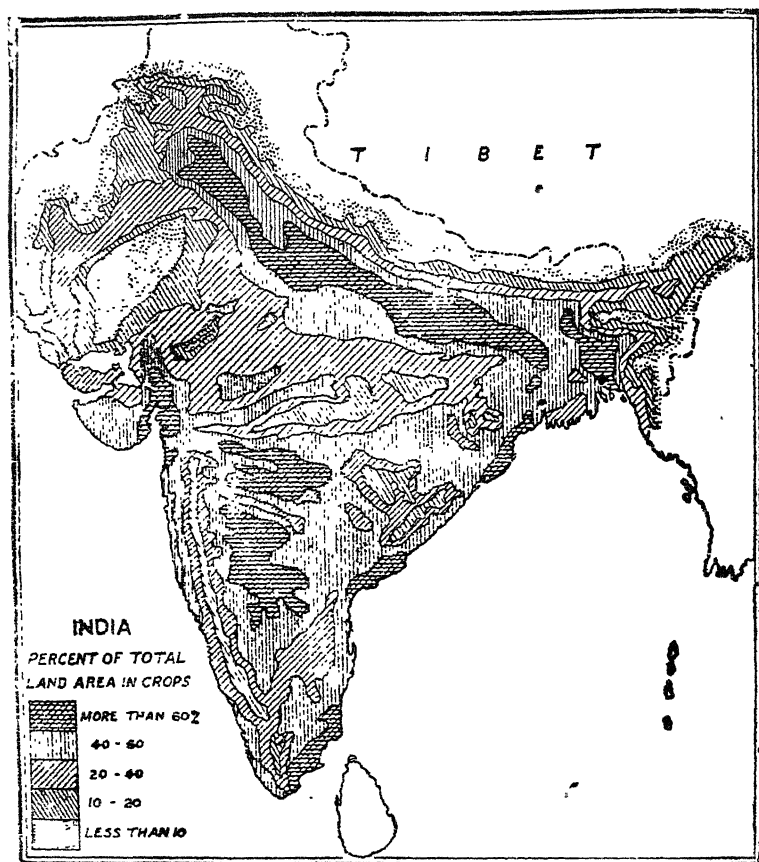 TIBET
INDIA
PERCENT OF TOTAL
LAND AREA IN CROPS
MORE THAN 60%
40 - 60
20 - 40
10 - 20
LESS THAN 10